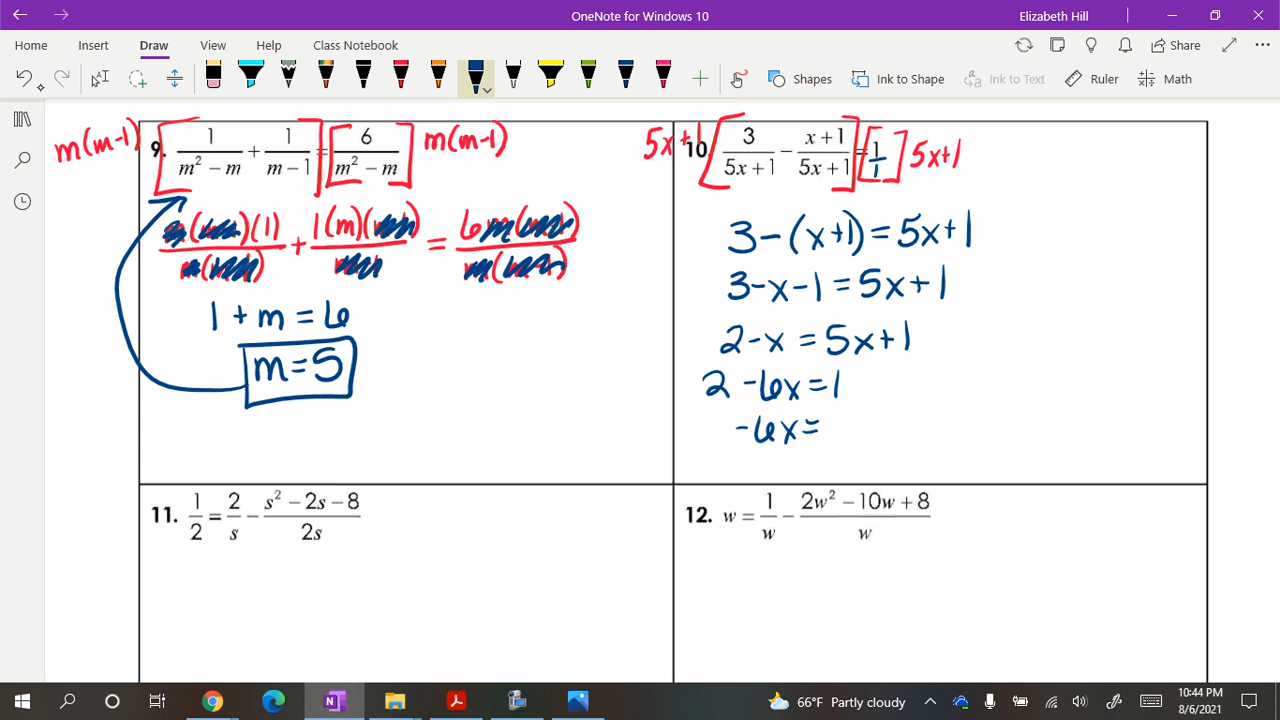 OneNote for Windows 10
Elizabeth Hill
Home Insert Draw View Help Class Notebook Share
Shapes Ink to Shape Ink to Text Ruler Math
m(m-1) 9. [1/(m² − m) + 1/(m − 1)] = [6/(m² − m)] m(m-1)
1 + m = 6
m = 5
5x+1 10. [3/(5x+1) − (x+1)/(5x+1)] = [1/1] 5x+1
3-(x+1) = 5x+1
3-x-1 = 5x+1
2-x = 5x+1
2 -6x = 1
-6x =
11. 1/2 = 2/s − (s² − 2s − 8)/2s
12. w = 1/w − (2w² − 10w + 8)/w
66°F Partly cloudy
10:44 PM
8/6/2021